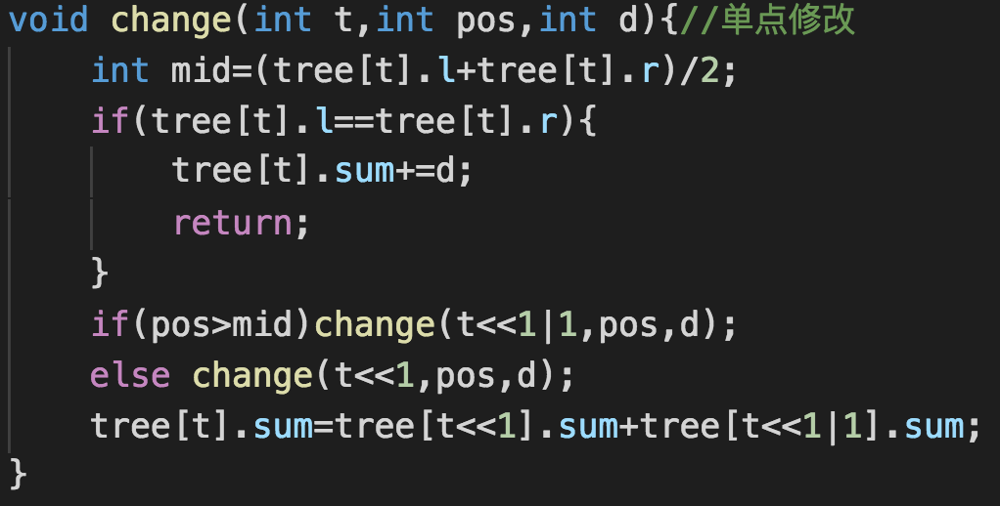 void change(int t,int pos,int d){//单点修改
    int mid=(tree[t].l+tree[t].r)/2;
    if(tree[t].l==tree[t].r){
        tree[t].sum+=d;
        return;
    }
    if(pos>mid)change(t<<1|1,pos,d);
    else change(t<<1,pos,d);
    tree[t].sum=tree[t<<1].sum+tree[t<<1|1].sum;
}